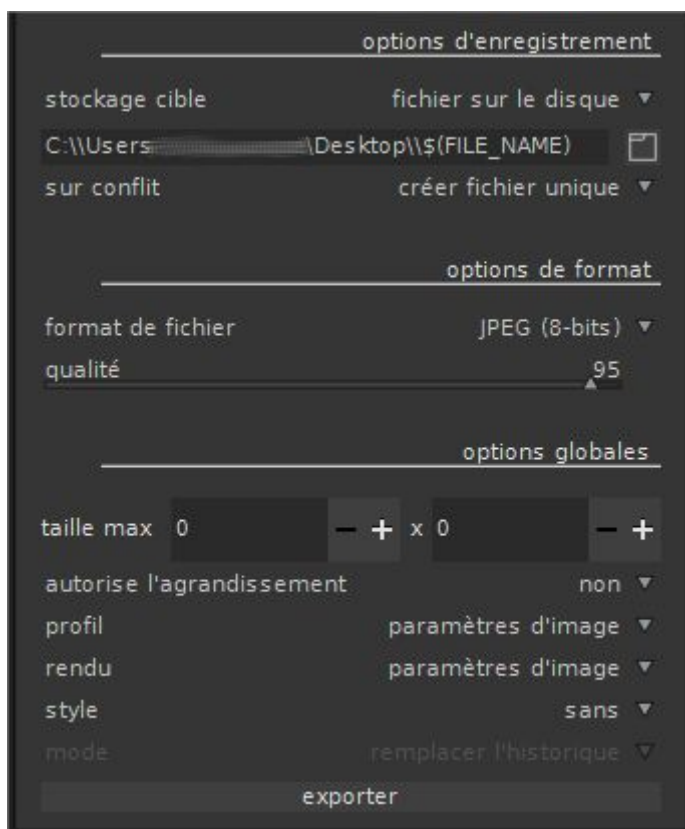 options d'enregistrement
stockage cible fichier sur le disque
C:\\Users \Desktop\\$(FILE_NAME)
sur conflit créer fichier unique
options de format
format de fichier JPEG (8-bits)
qualité 95
options globales
taille max 0 − + x 0 − +
autorise l'agrandissement non
profil paramètres d'image
rendu paramètres d'image
style sans
mode remplacer l'historique
exporter